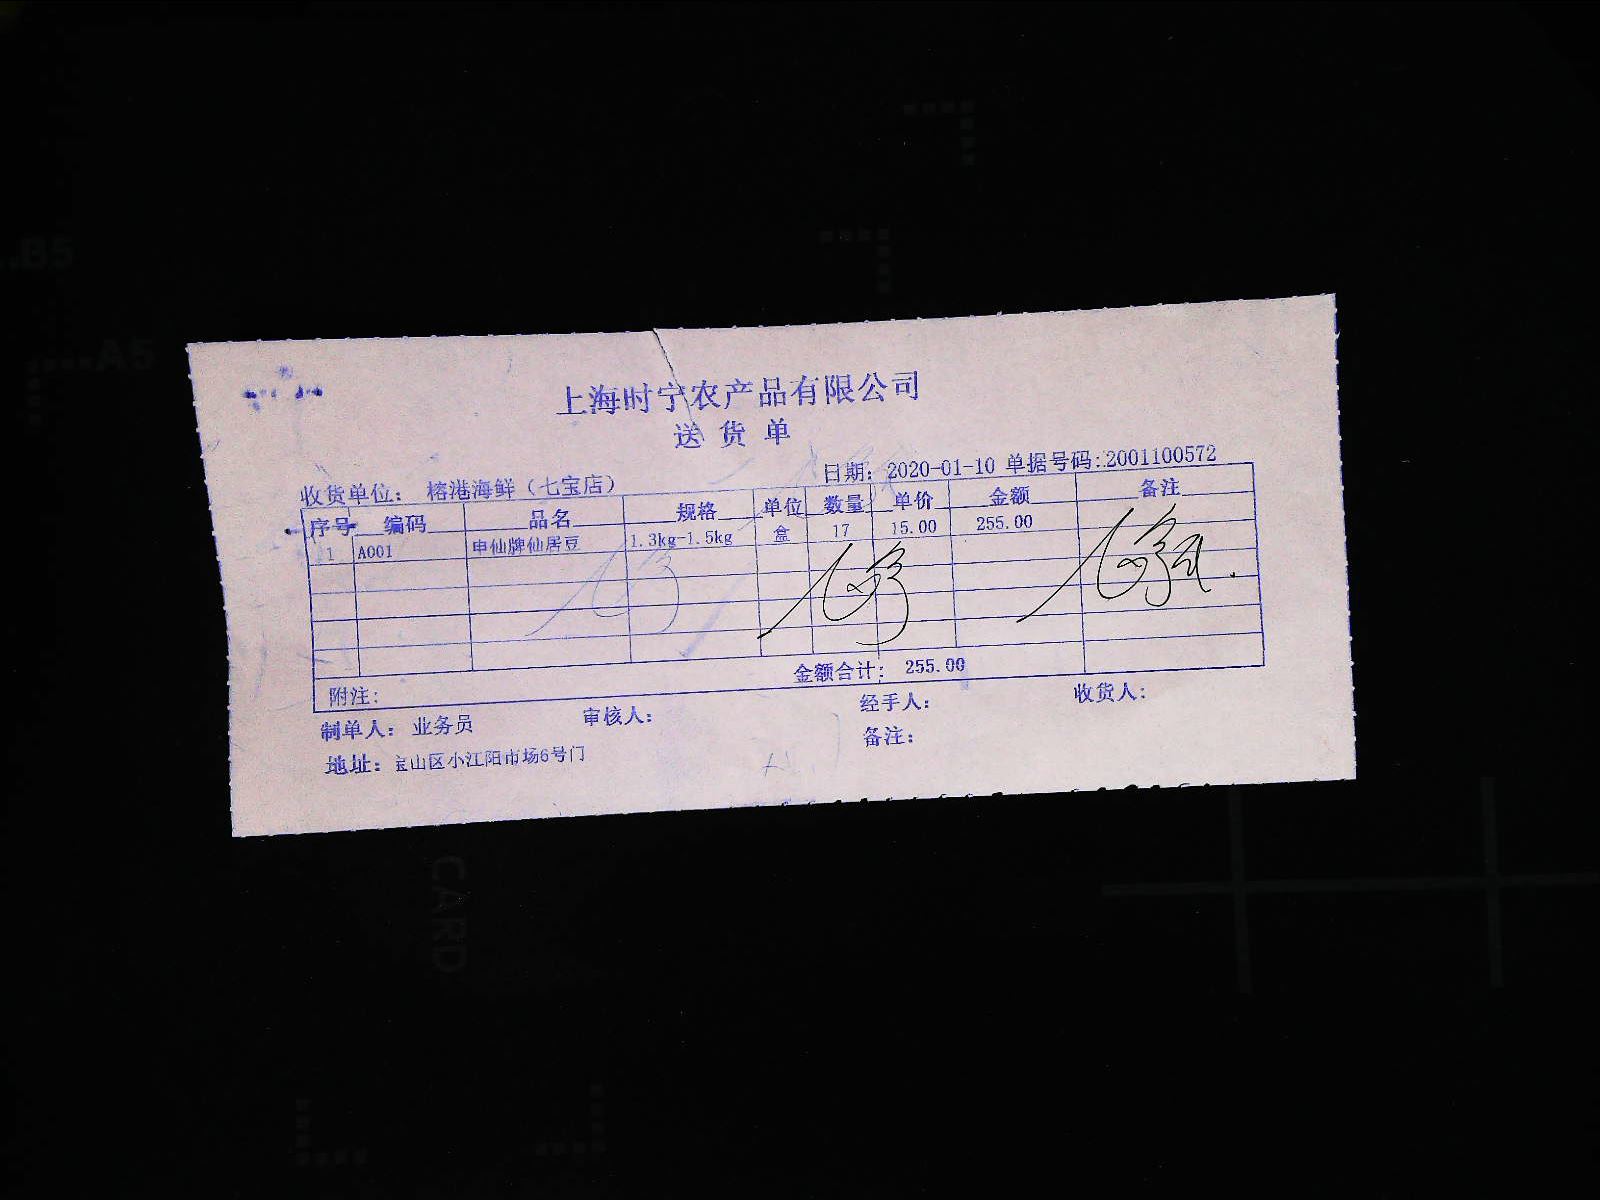 上海时宁农产品有限公司
送货单
日期：2020-01-10 单据号码：2001100572
收货单位：榕港海鲜（七宝店）
序号 编码 品名 规格 单位 数量 单价 金额 备注
1 A001 申仙牌仙居豆 1.3kg-1.5kg 盒 17 15.00 255.00
金额合计：255.00
附注：
制单人：业务员 审核人： 经手人： 收货人：
地址：宝山区小江阳市场6号门 备注：
B5
A5
CARD